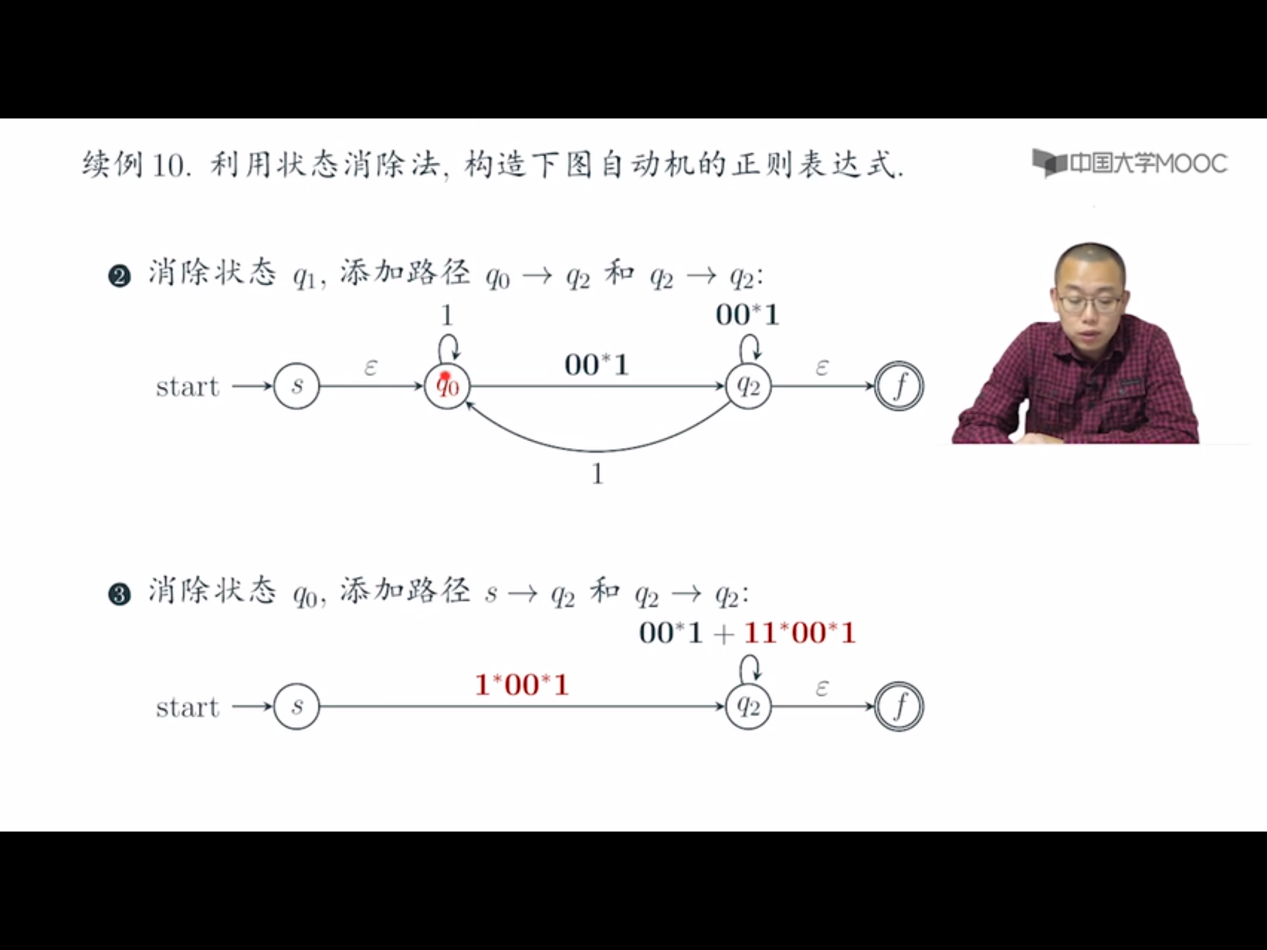 续例 10. 利用状态消除法, 构造下图自动机的正则表达式.
中国大学MOOC
❷ 消除状态 q₁, 添加路径 q₀ → q₂ 和 q₂ → q₂:
1
00*1
start s ε q₀ 00*1 q₂ ε f
1
❸ 消除状态 q₀, 添加路径 s → q₂ 和 q₂ → q₂:
00*1 + 11*00*1
start s 1*00*1 q₂ ε f